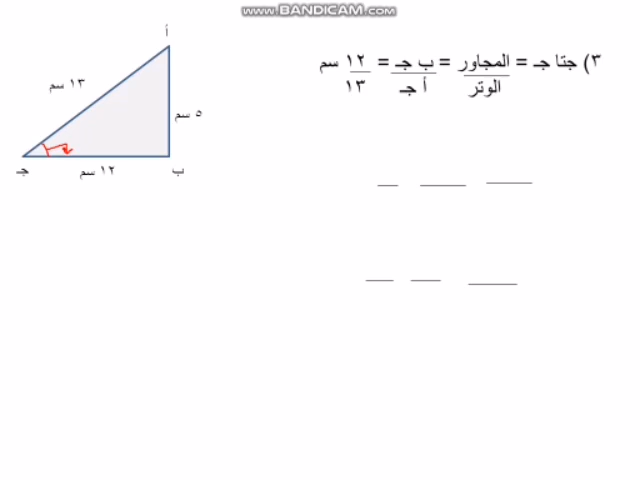 www.BANDICAM.com
أ
٣) جتا جـ = المجاور = ب جـ = ١٢ سم
الوتر أ جـ ١٣
١٣ سم
٥ سم
جـ
١٢ سم
ب